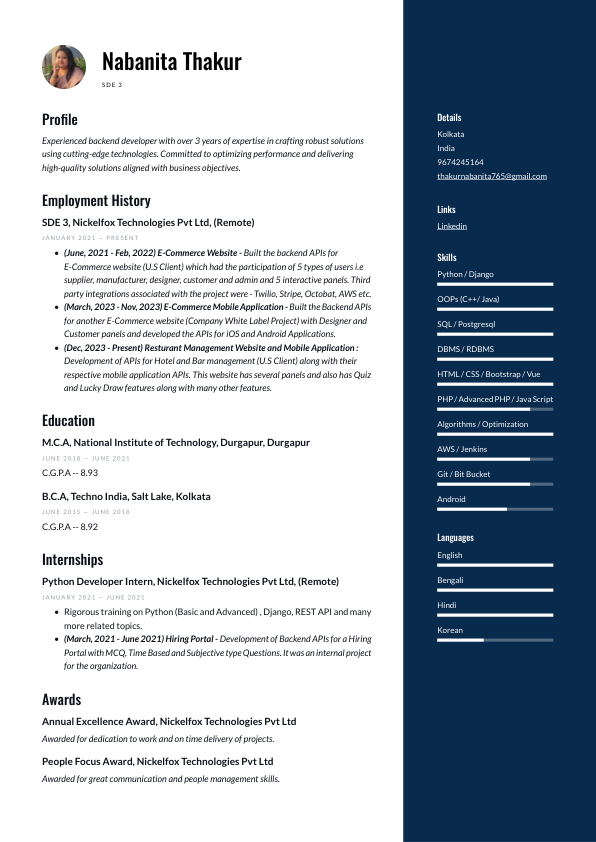 Nabanita Thakur
SDE 3
Profile
Experienced backend developer with over 3 years of expertise in crafting robust solutions
using cutting-edge technologies. Committed to optimizing performance and delivering
high-quality solutions aligned with business objectives.
Employment History
SDE 3, Nickelfox Technologies Pvt Ltd, (Remote)
JANUARY 2021 — PRESENT
• (June, 2021 - Feb, 2022) E-Commerce Website - Built the backend APIs for
E-Commerce website (U.S Client) which had the participation of 5 types of users i.e
supplier, manufacturer, designer, customer and admin and 5 interactive panels. Third
party integrations associated with the project were - Twilio, Stripe, Octobat, AWS etc.
• (March, 2023 - Nov, 2023) E-Commerce Mobile Application - Built the Backend APIs
for another E-Commerce website (Company White Label Project) with Designer and
Customer panels and developed the APIs for iOS and Android Applications.
• (Dec, 2023 - Present) Resturant Management Website and Mobile Application :
Development of APIs for Hotel and Bar management (U.S Client) along with their
respective mobile application APIs. This website has several panels and also has Quiz
and Lucky Draw features along with many other features.
Education
M.C.A, National Institute of Technology, Durgapur, Durgapur
JUNE 2018 — JUNE 2021
C.G.P.A -- 8.93
B.C.A, Techno India, Salt Lake, Kolkata
JUNE 2015 — JUNE 2018
C.G.P.A -- 8.92
Internships
Python Developer Intern, Nickelfox Technologies Pvt Ltd, (Remote)
JANUARY 2021 — JUNE 2021
• Rigorous training on Python (Basic and Advanced) , Django, REST API and many
more related topics.
• (March, 2021 - June 2021) Hiring Portal - Development of Backend APIs for a Hiring
Portal with MCQ, Time Based and Subjective type Questions. It was an internal project
for the organization.
Awards
Annual Excellence Award, Nickelfox Technologies Pvt Ltd
Awarded for dedication to work and on time delivery of projects.
People Focus Award, Nickelfox Technologies Pvt Ltd
Awarded for great communication and people management skills.
Details
Kolkata
India
9674245164
thakurnabanita765@gmail.com
Links
Linkedin
Skills
Python / Django
OOPs (C++/ Java)
SQL / Postgresql
DBMS / RDBMS
HTML / CSS / Bootstrap / Vue
PHP / Advanced PHP / Java Script
Algorithms / Optimization
AWS / Jenkins
Git / Bit Bucket
Android
Languages
English
Bengali
Hindi
Korean